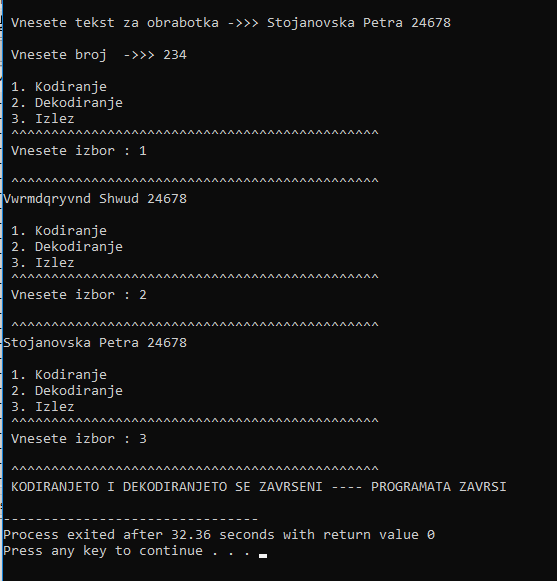 Vnesete tekst za obrabotka ->>> Stojanovska Petra 24678
Vnesete broj  ->>> 234
1. Kodiranje
2. Dekodiranje
3. Izlez
^^^^^^^^^^^^^^^^^^^^^^^^^^^^^^^^^^^^^^^^^^^^^^
Vnesete izbor : 1
^^^^^^^^^^^^^^^^^^^^^^^^^^^^^^^^^^^^^^^^^^^^^^
Vwrmdqryvnd Shwud 24678
1. Kodiranje
2. Dekodiranje
3. Izlez
^^^^^^^^^^^^^^^^^^^^^^^^^^^^^^^^^^^^^^^^^^^^^^
Vnesete izbor : 2
^^^^^^^^^^^^^^^^^^^^^^^^^^^^^^^^^^^^^^^^^^^^^^
Stojanovska Petra 24678
1. Kodiranje
2. Dekodiranje
3. Izlez
^^^^^^^^^^^^^^^^^^^^^^^^^^^^^^^^^^^^^^^^^^^^^^
Vnesete izbor : 3
^^^^^^^^^^^^^^^^^^^^^^^^^^^^^^^^^^^^^^^^^^^^^^
KODIRANJETO I DEKODIRANJETO SE ZAVRSENI ---- PROGRAMATA ZAVRSI
--------------------------------
Process exited after 32.36 seconds with return value 0
Press any key to continue . . .